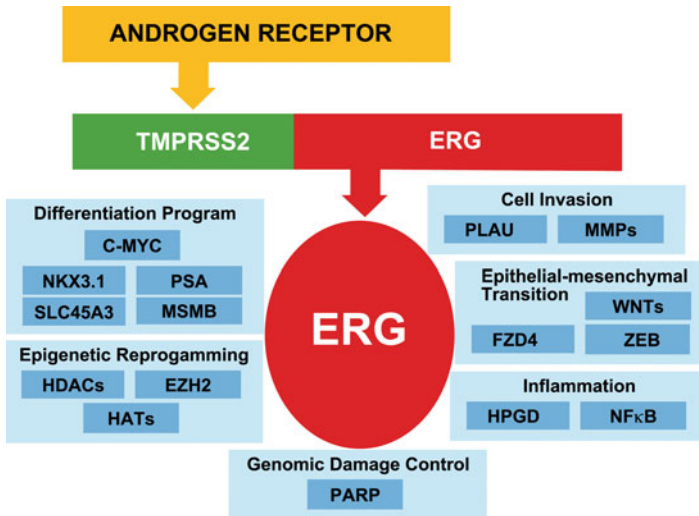 ANDROGEN RECEPTOR
TMPRSS2 ERG
Differentiation Program
C-MYC
NKX3.1 PSA
SLC45A3 MSMB
Epigenetic Reprogamming
HDACs EZH2
HATs
ERG
Cell Invasion
PLAU MMPs
Epithelial-mesenchymal
Transition
WNTs
FZD4 ZEB
Inflammation
HPGD NFκB
Genomic Damage Control
PARP